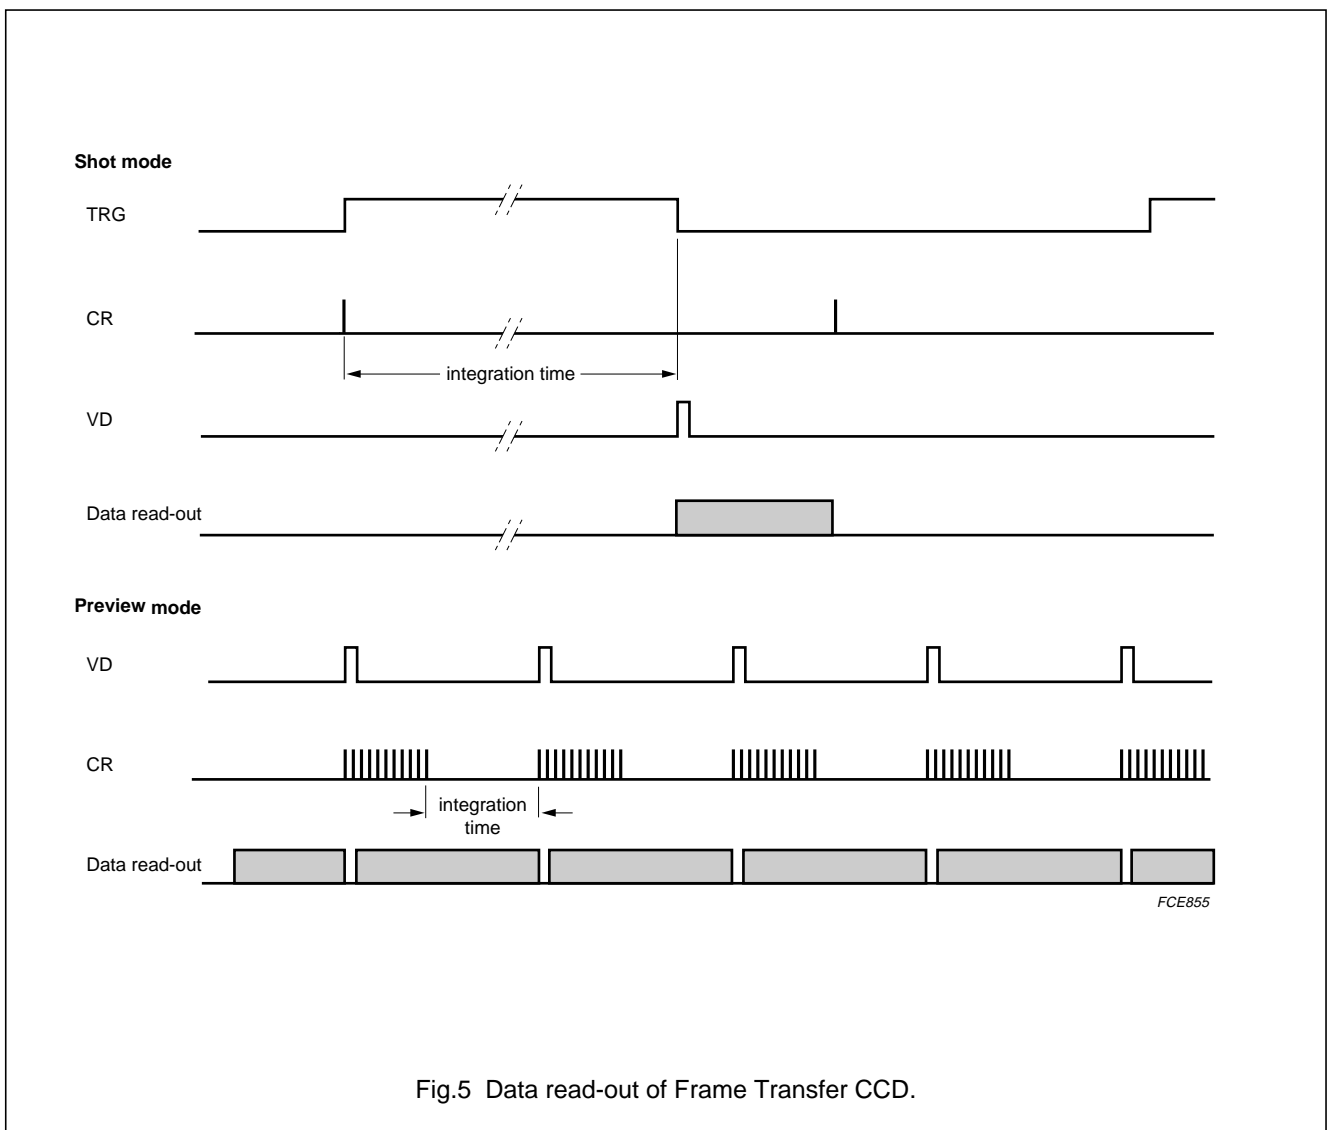 Shot mode
TRG
CR
integration time
VD
Data read-out
Preview mode
VD
CR
integration
time
Data read-out
FCE855
Fig.5 Data read-out of Frame Transfer CCD.